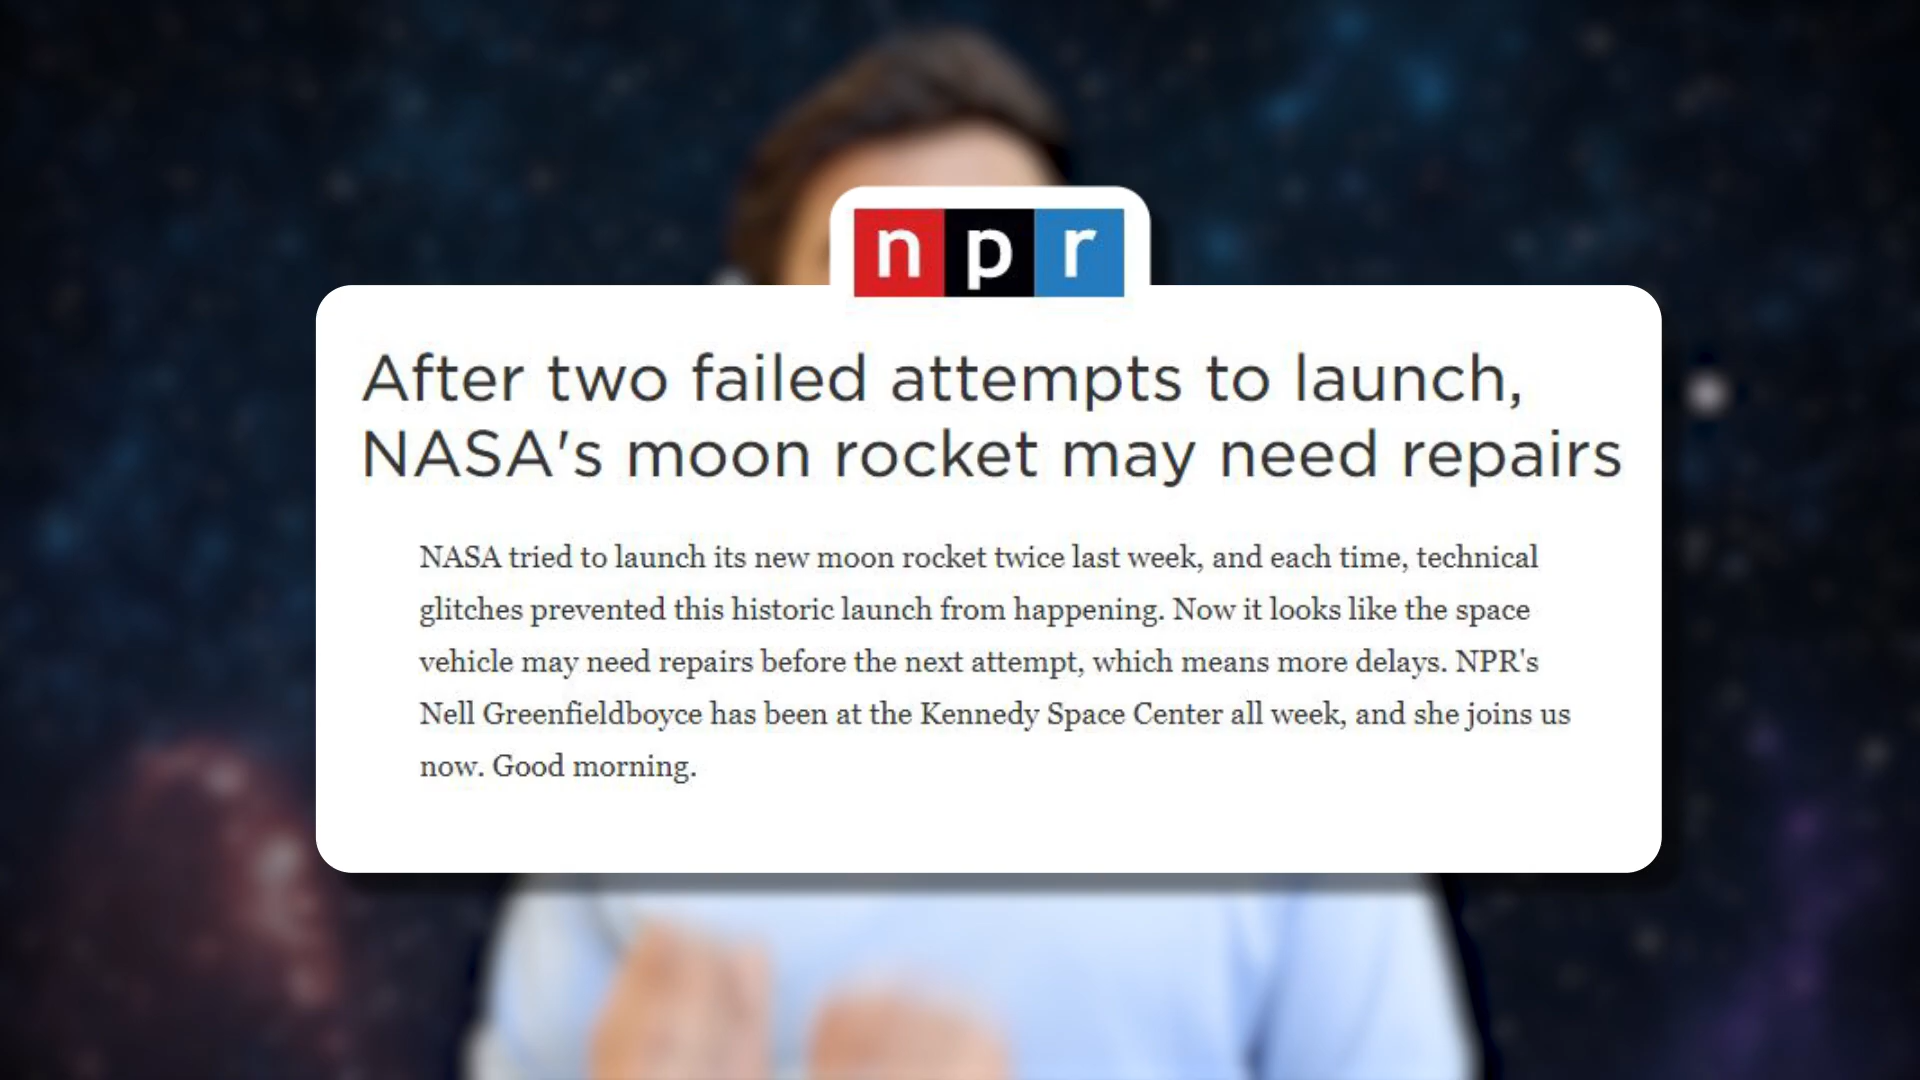 npr
After two failed attempts to launch,
NASA's moon rocket may need repairs
NASA tried to launch its new moon rocket twice last week, and each time, technical
glitches prevented this historic launch from happening. Now it looks like the space
vehicle may need repairs before the next attempt, which means more delays. NPR's
Nell Greenfieldboyce has been at the Kennedy Space Center all week, and she joins us
now. Good morning.